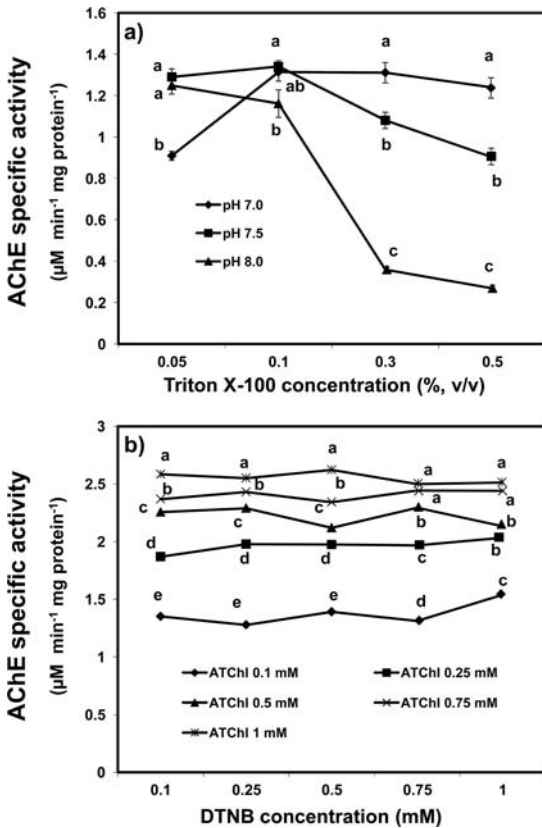 a)
AChE specific activity
(µM min⁻¹ mg protein⁻¹)
1.6
1.4
1.2
1
0.8
0.6
0.4
0.2
0
a a a
a
a ab
b b b b
c c
pH 7.0
pH 7.5
pH 8.0
0.05 0.1 0.3 0.5
Triton X-100 concentration (%, v/v)
b)
AChE specific activity
(µM min⁻¹ mg protein⁻¹)
3
2.5
2
1.5
1
0.5
0
a a a a a
b b b a a
c c c b b
d d d c b
e e e d c
ATChI 0.1 mM ATChI 0.25 mM
ATChI 0.5 mM ATChI 0.75 mM
ATChI 1 mM
0.1 0.25 0.5 0.75 1
DTNB concentration (mM)